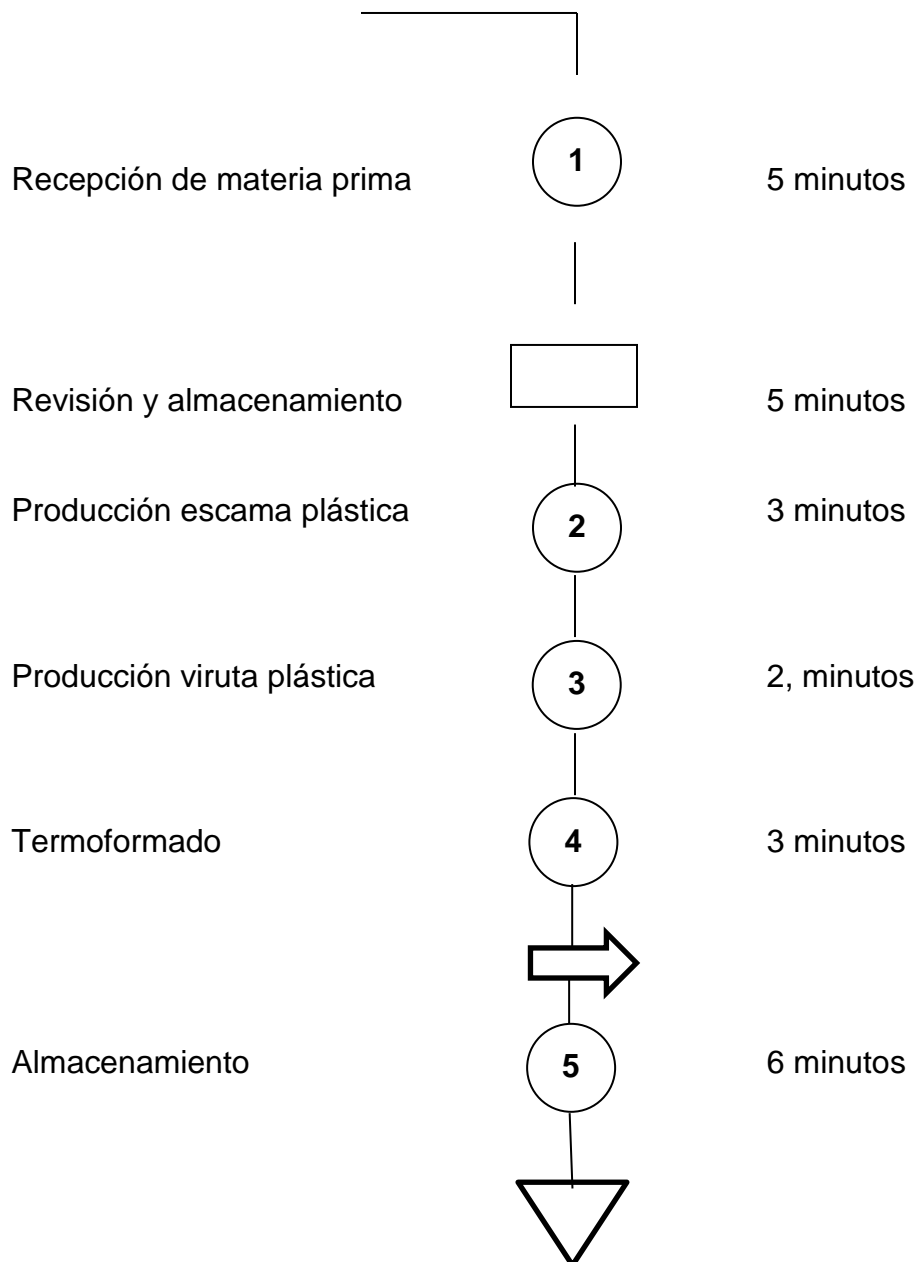 1
Recepción de materia prima 5 minutos
Revisión y almacenamiento 5 minutos
Producción escama plástica 2 3 minutos
Producción viruta plástica 3 2, minutos
Termoformado 4 3 minutos
Almacenamiento 5 6 minutos